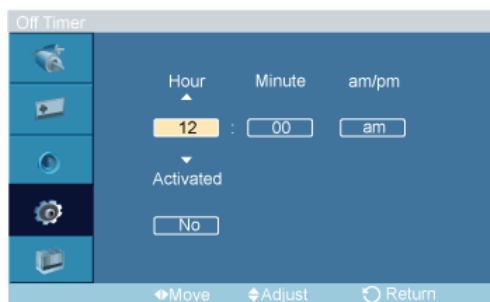 Off Timer
Hour Minute am/pm
12 : 00 am
Activated
No
Move Adjust Return